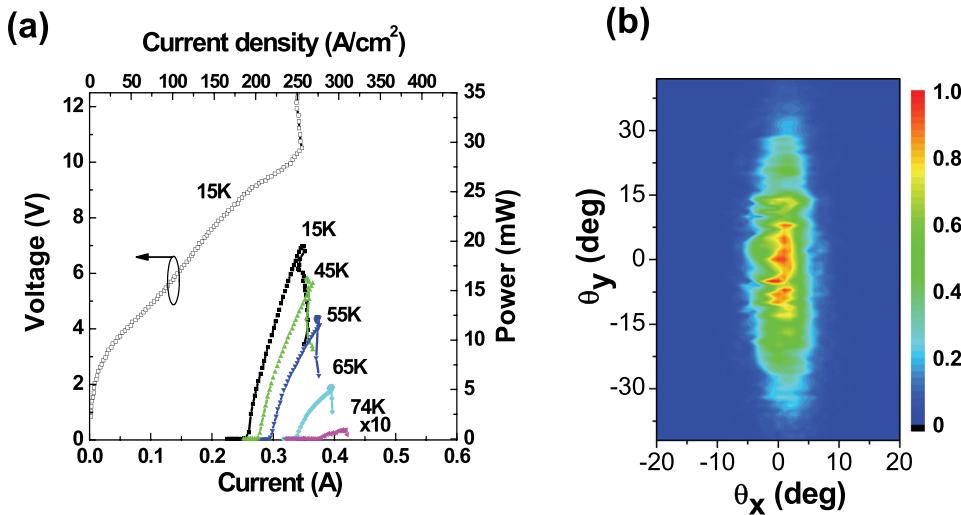 (a)
Current density (A/cm²)
0 50 100 150 200 250 300 350 400
Voltage (V)
12
10
8
6
4
2
0
15K
15K
45K
55K
65K
74K
x10
35
30
25
20
15
10
5
0
Power (mW)
0.0 0.1 0.2 0.3 0.4 0.5 0.6
Current (A)
(b)
θy (deg)
30
15
0
-15
-30
-20 -10 0 10 20
θx (deg)
1.0
0.8
0.6
0.4
0.2
0